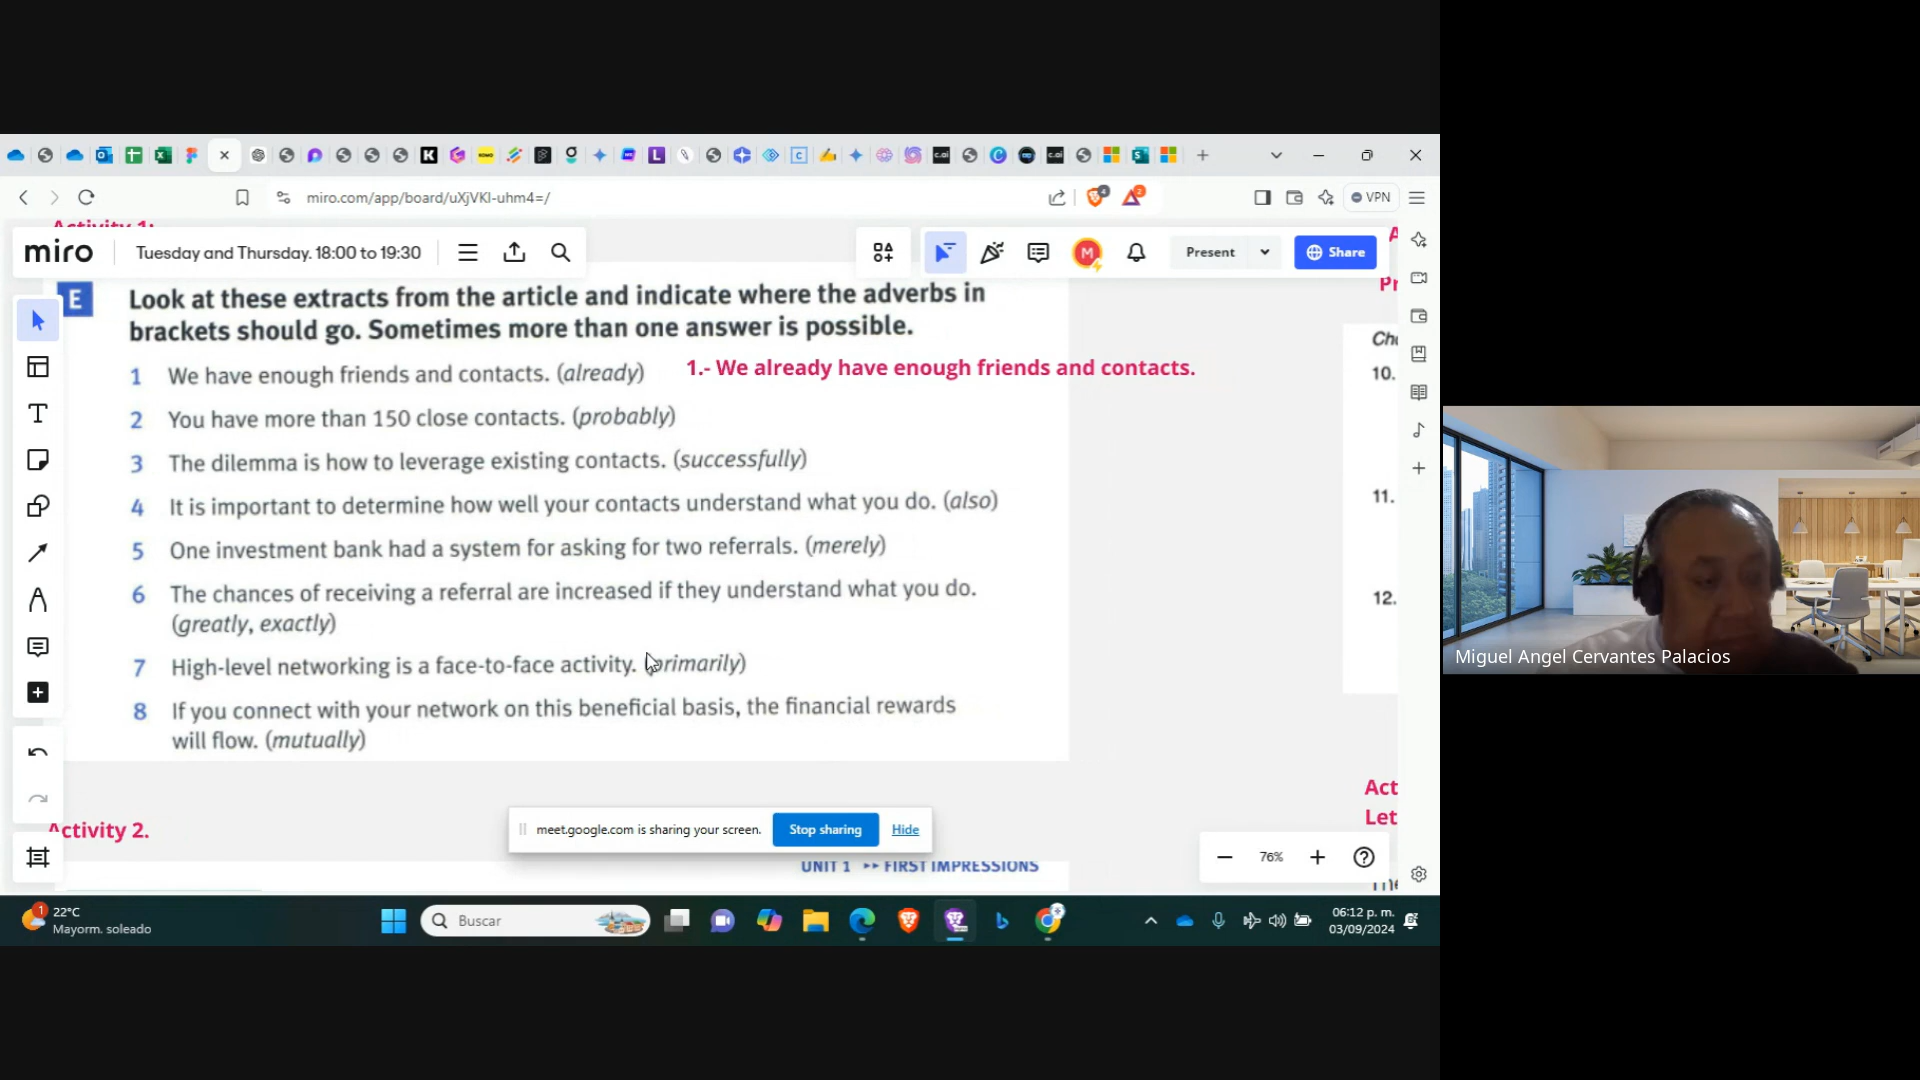 miro.com/app/board/uXjVKI-uhm4=/
VPN
Activity 1:
miro
Tuesday and Thursday. 18:00 to 19:30
Present
Share
E
Look at these extracts from the article and indicate where the adverbs in
brackets should go. Sometimes more than one answer is possible.
1 We have enough friends and contacts. (already)
1.- We already have enough friends and contacts.
2 You have more than 150 close contacts. (probably)
3 The dilemma is how to leverage existing contacts. (successfully)
4 It is important to determine how well your contacts understand what you do. (also)
5 One investment bank had a system for asking for two referrals. (merely)
6 The chances of receiving a referral are increased if they understand what you do.
(greatly, exactly)
7 High-level networking is a face-to-face activity. (primarily)
8 If you connect with your network on this beneficial basis, the financial rewards
will flow. (mutually)
10.
11.
12.
Act
Let
Activity 2.
meet.google.com is sharing your screen.
Stop sharing
Hide
UNIT 1 ▸▸ FIRST IMPRESSIONS
76%
22°C
Mayorm. soleado
Buscar
06:12 p. m.
03/09/2024
Miguel Angel Cervantes Palacios